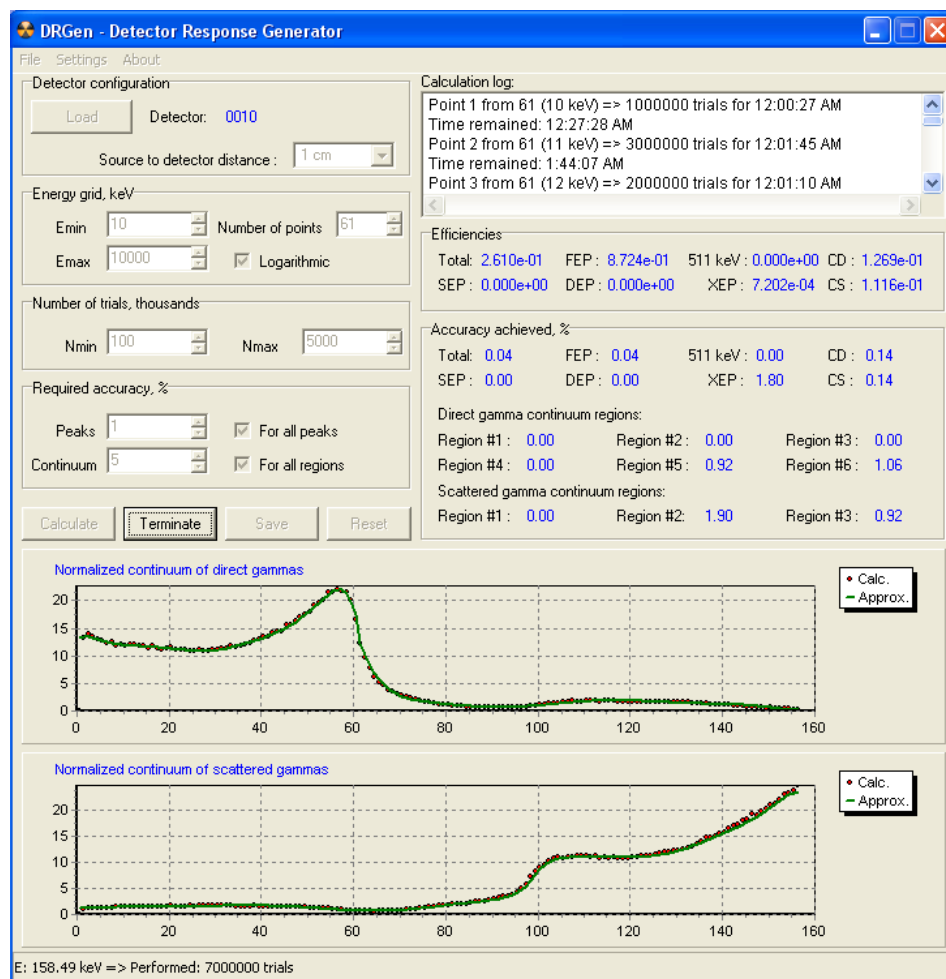 DRGen - Detector Response Generator
File Settings About
Detector configuration
Load Detector: 0010
Source to detector distance : 1 cm
Energy grid, keV
Emin 10 Number of points 61
Emax 10000 Logarithmic
Number of trials, thousands
Nmin 100 Nmax 5000
Required accuracy, %
Peaks 1 For all peaks
Continuum 5 For all regions
Calculate Terminate Save Reset
Calculation log:
Point 1 from 61 (10 keV) => 1000000 trials for 12:00:27 AM
Time remained: 12:27:28 AM
Point 2 from 61 (11 keV) => 3000000 trials for 12:01:45 AM
Time remained: 1:44:07 AM
Point 3 from 61 (12 keV) => 2000000 trials for 12:01:10 AM
Efficiencies
Total: 2.610e-01 FEP : 8.724e-01 511 keV : 0.000e+00 CD : 1.269e-01
SEP : 0.000e+00 DEP : 0.000e+00 XEP : 7.202e-04 CS : 1.116e-01
Accuracy achieved, %
Total: 0.04 FEP : 0.04 511 keV : 0.00 CD : 0.14
SEP : 0.00 DEP : 0.00 XEP : 1.80 CS : 0.14
Direct gamma continuum regions:
Region #1 : 0.00 Region #2 : 0.00 Region #3 : 0.00
Region #4 : 0.00 Region #5 : 0.92 Region #6 : 1.06
Scattered gamma continuum regions:
Region #1 : 0.00 Region #2: 1.90 Region #3 : 0.92
Normalized continuum of direct gammas
20
15
10
5
0
0 20 40 60 80 100 120 140 160
Calc.
Approx.
Normalized continuum of scattered gammas
20
15
10
5
0
0 20 40 60 80 100 120 140 160
Calc.
Approx.
E: 158.49 keV => Performed: 7000000 trials